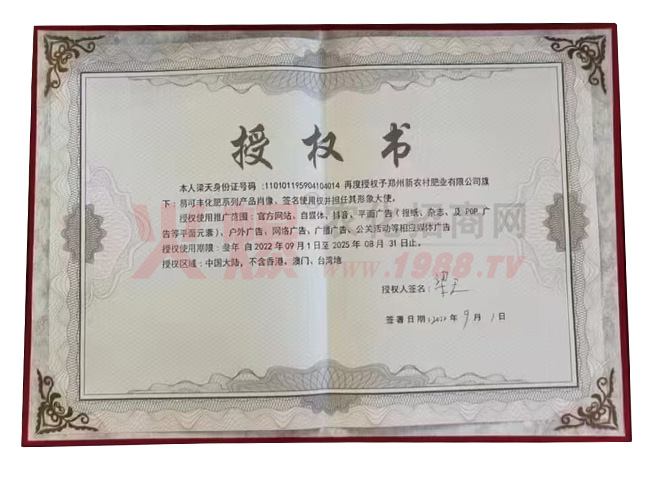 授权书
本人梁天身份证号码:110101195904104014 再度授权予郑州新农村肥业有限公司旗
下:易可丰化肥系列产品肖像、签名使用权并担任其形象大使。
授权使用推广范围:官方网站、自媒体、抖音、平面广告(报纸、杂志、及 POP 广
告等平面元素)、户外广告、网络广告、广播广告、公关活动等相应媒体广告
授权使用期限:叁年 自 2022 年 09 月 1 日至 2025 年 08 月 31 日止。
授权区域:中国大陆,不含香港、澳门、台湾地
授权人签名:梁天
签署日期: 年 9 月 1 日
火爆农化招商网
www.1988.TV